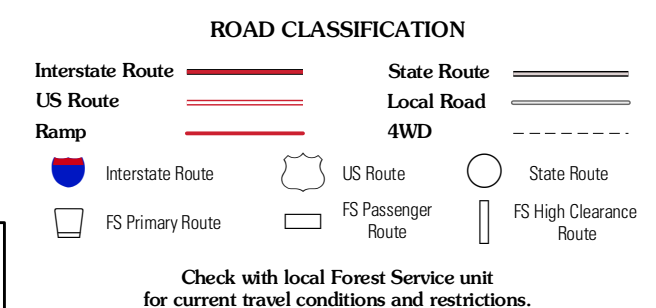 ROAD CLASSIFICATION
Interstate Route
State Route
US Route
Local Road
Ramp
4WD
Interstate Route
US Route
State Route
FS Primary Route
FS Passenger
Route
FS High Clearance
Route
Check with local Forest Service unit
for current travel conditions and restrictions.